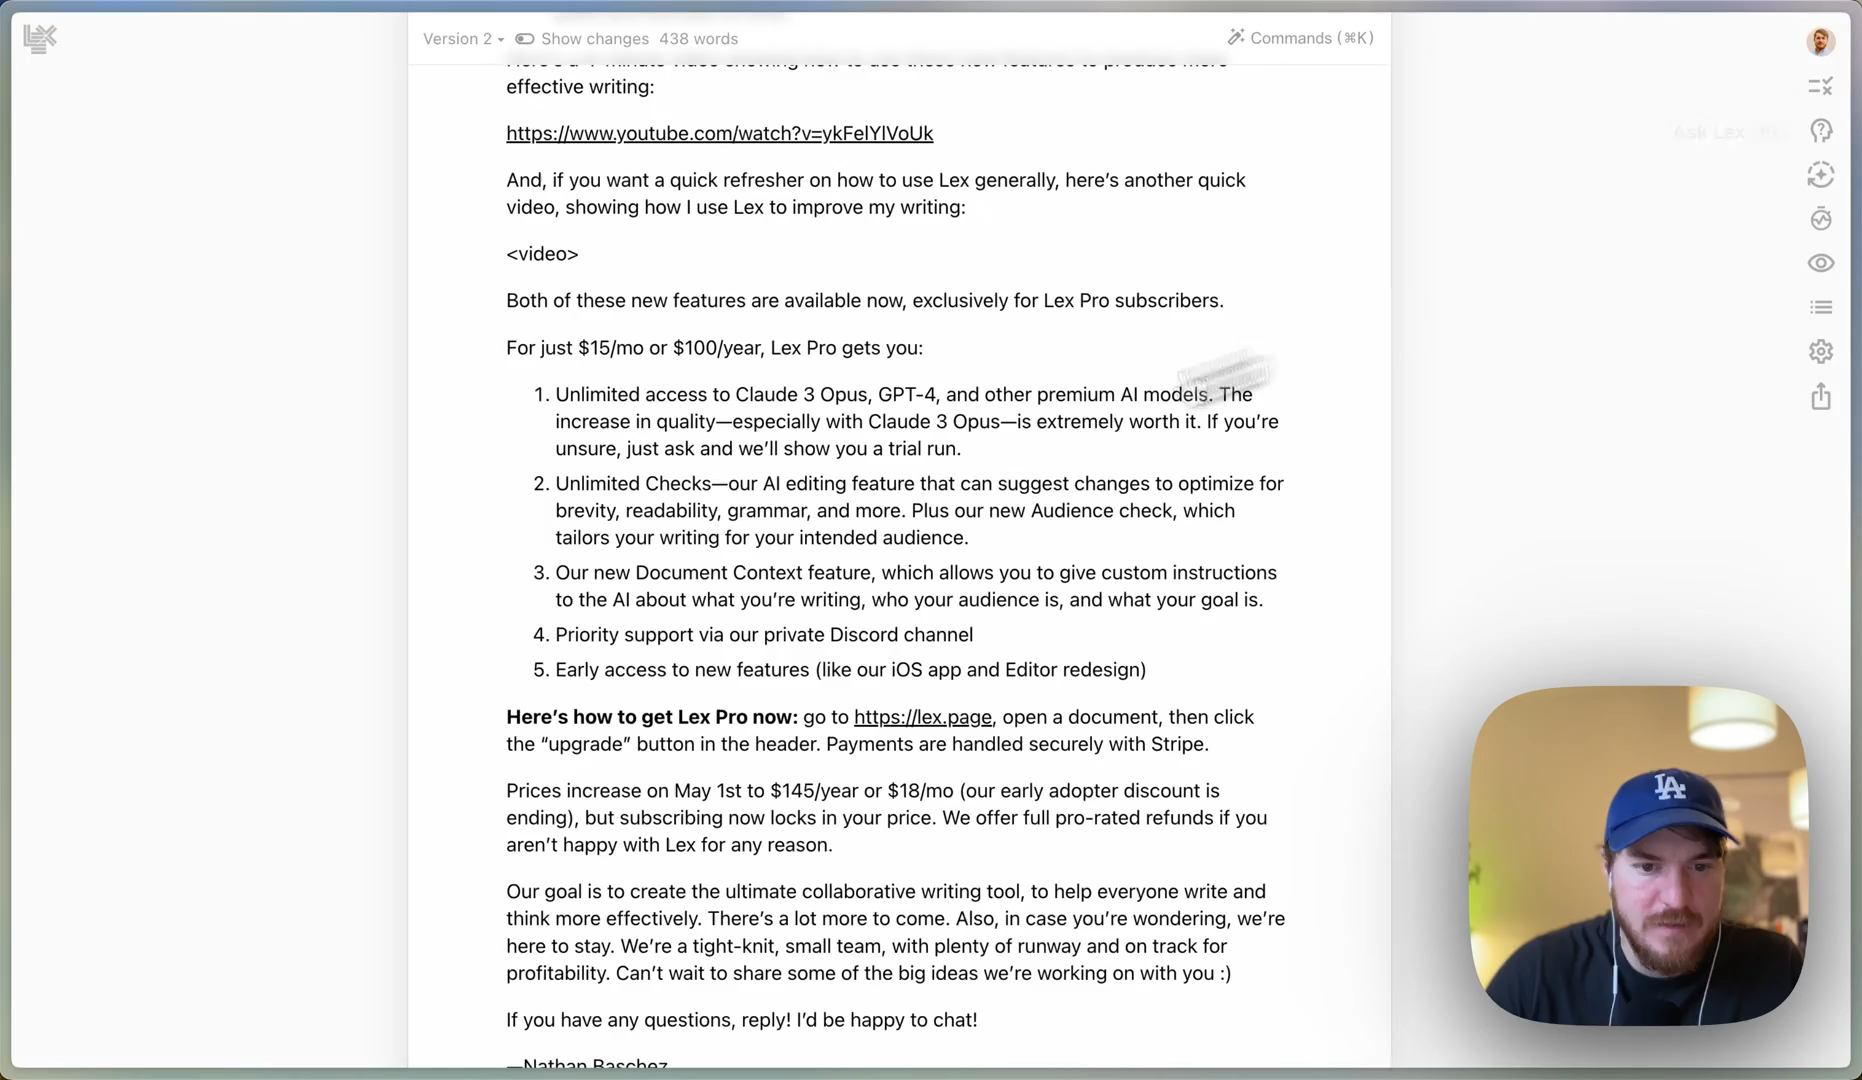 LEX
Version 2
Show changes
438 words
Commands (⌘K)
Here's a
minute video showing how to use these new features to produce more
effective writing:
https://www.youtube.com/watch?v=ykFelYlVoUk
And, if you want a quick refresher on how to use Lex generally, here’s another quick
video, showing how I use Lex to improve my writing:
<video>
Both of these new features are available now, exclusively for Lex Pro subscribers.
For just $15/mo or $100/year, Lex Pro gets you:
1. Unlimited access to Claude 3 Opus, GPT-4, and other premium AI models. The
increase in quality—especially with Claude 3 Opus—is extremely worth it. If you’re
unsure, just ask and we’ll show you a trial run.
2. Unlimited Checks—our AI editing feature that can suggest changes to optimize for
brevity, readability, grammar, and more. Plus our new Audience check, which
tailors your writing for your intended audience.
3. Our new Document Context feature, which allows you to give custom instructions
to the AI about what you’re writing, who your audience is, and what your goal is.
4. Priority support via our private Discord channel
5. Early access to new features (like our iOS app and Editor redesign)
Here’s how to get Lex Pro now: go to https://lex.page, open a document, then click
the “upgrade” button in the header. Payments are handled securely with Stripe.
Prices increase on May 1st to $145/year or $18/mo (our early adopter discount is
ending), but subscribing now locks in your price. We offer full pro-rated refunds if you
aren’t happy with Lex for any reason.
Our goal is to create the ultimate collaborative writing tool, to help everyone write and
think more effectively. There’s a lot more to come. Also, in case you’re wondering, we’re
here to stay. We’re a tight-knit, small team, with plenty of runway and on track for
profitability. Can’t wait to share some of the big ideas we’re working on with you :)
If you have any questions, reply! I’d be happy to chat!
—Nathan Baschez
Ask Lex
LA